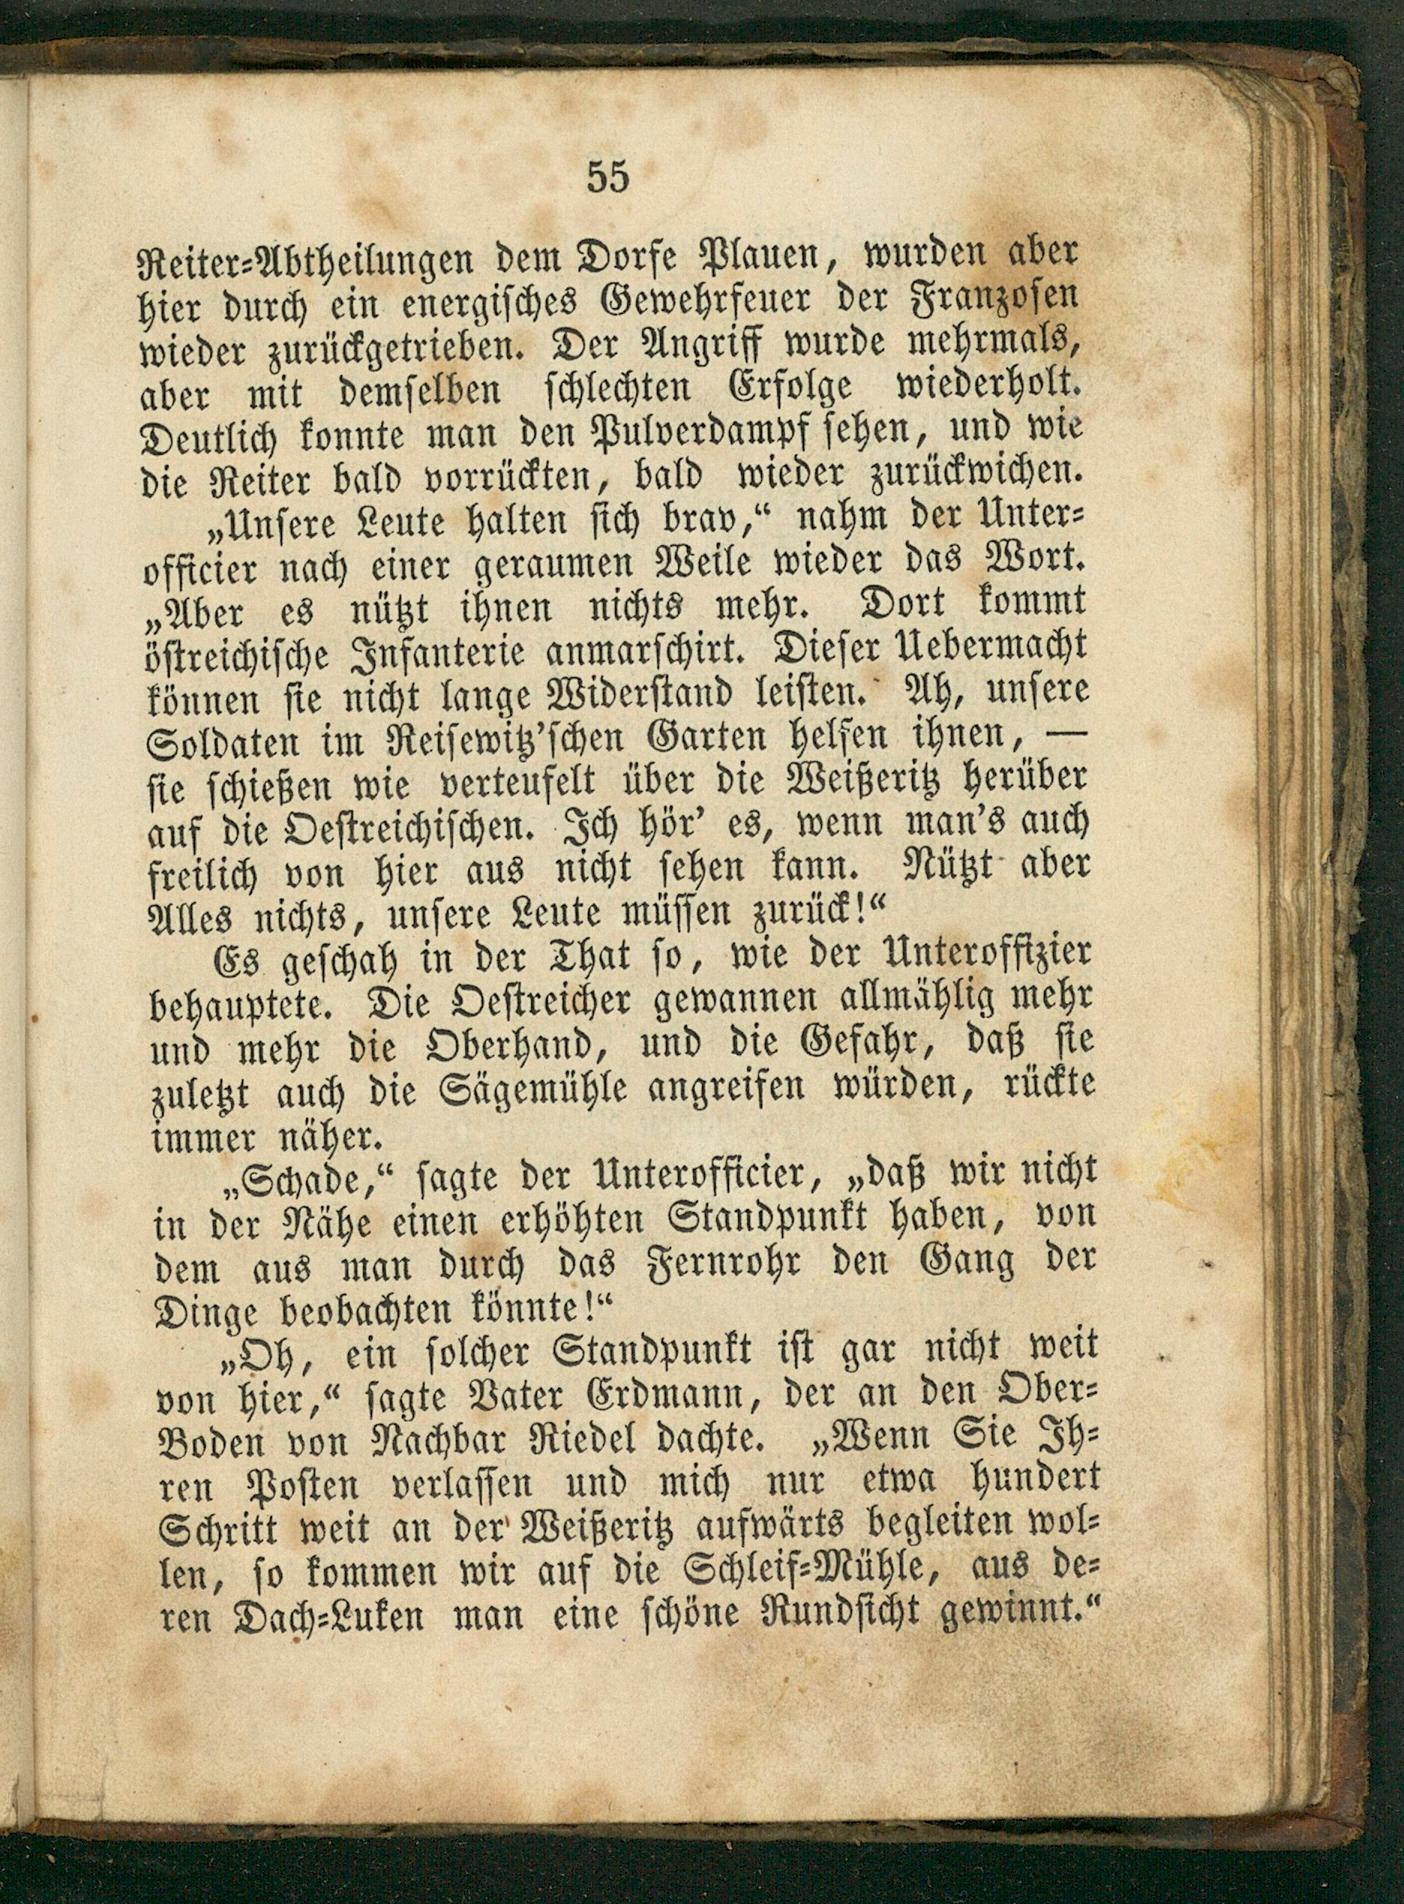 55
Reiter-Abtheilungen dem Dorfe Plauen, wurden aber
hier durch ein energisches Gewehrfeuer der Franzosen
wieder zurückgetrieben. Der Angriff wurde mehrmals,
aber mit demselben schlechten Erfolge wiederholt.
Deutlich konnte man den Pulverdampf sehen, und wie
die Reiter bald vorrückten, bald wieder zurückwichen.
„Unsere Leute halten sich brav,“ nahm der Unter-
officier nach einer geraumen Weile wieder das Wort.
„Aber es nützt ihnen nichts mehr. Dort kommt
östreichische Infanterie anmarschirt. Dieser Uebermacht
können sie nicht lange Widerstand leisten. Ah, unsere
Soldaten im Reisewitz'schen Garten helfen ihnen, —
sie schießen wie verteufelt über die Weißeritz herüber
auf die Oestreichischen. Ich hör' es, wenn man's auch
freilich von hier aus nicht sehen kann. Nützt aber
Alles nichts, unsere Leute müssen zurück!“
Es geschah in der That so, wie der Unteroffizier
behauptete. Die Oestreicher gewannen allmählig mehr
und mehr die Oberhand, und die Gefahr, daß sie
zuletzt auch die Sägemühle angreifen würden, rückte
immer näher.
„Schade,“ sagte der Unterofficier, „daß wir nicht
in der Nähe einen erhöhten Standpunkt haben, von
dem aus man durch das Fernrohr den Gang der
Dinge beobachten könnte!“
„Oh, ein solcher Standpunkt ist gar nicht weit
von hier,“ sagte Vater Erdmann, der an den Ober-
Boden von Nachbar Riedel dachte. „Wenn Sie Ih-
ren Posten verlassen und mich nur etwa hundert
Schritt weit an der Weißeritz aufwärts begleiten wol-
len, so kommen wir auf die Schleif-Mühle, aus de-
ren Dach-Luken man eine schöne Rundsicht gewinnt.“